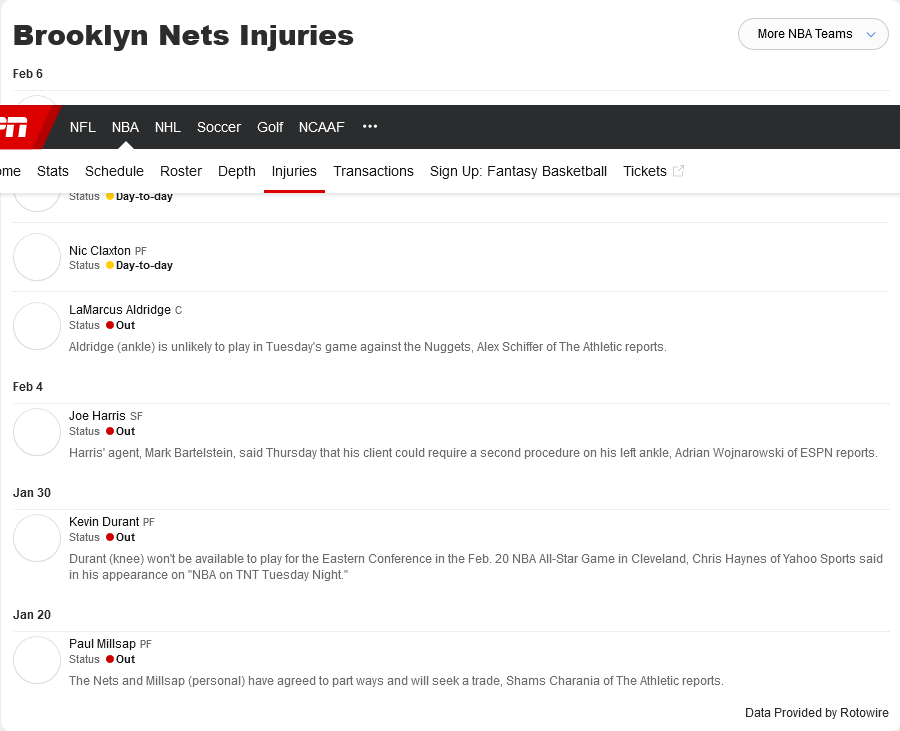 Brooklyn Nets Injuries
More NBA Teams
Feb 6
NFL NBA NHL Soccer Golf NCAAF •••
Stats Schedule Roster Depth Injuries Transactions Sign Up: Fantasy Basketball Tickets
Status Day-to-day
Nic Claxton PF
Status Day-to-day
LaMarcus Aldridge C
Status Out
Aldridge (ankle) is unlikely to play in Tuesday's game against the Nuggets, Alex Schiffer of The Athletic reports.
Feb 4
Joe Harris SF
Status Out
Harris' agent, Mark Bartelstein, said Thursday that his client could require a second procedure on his left ankle, Adrian Wojnarowski of ESPN reports.
Jan 30
Kevin Durant PF
Status Out
Durant (knee) won't be available to play for the Eastern Conference in the Feb. 20 NBA All-Star Game in Cleveland, Chris Haynes of Yahoo Sports said
in his appearance on "NBA on TNT Tuesday Night."
Jan 20
Paul Millsap PF
Status Out
The Nets and Millsap (personal) have agreed to part ways and will seek a trade, Shams Charania of The Athletic reports.
Data Provided by Rotowire